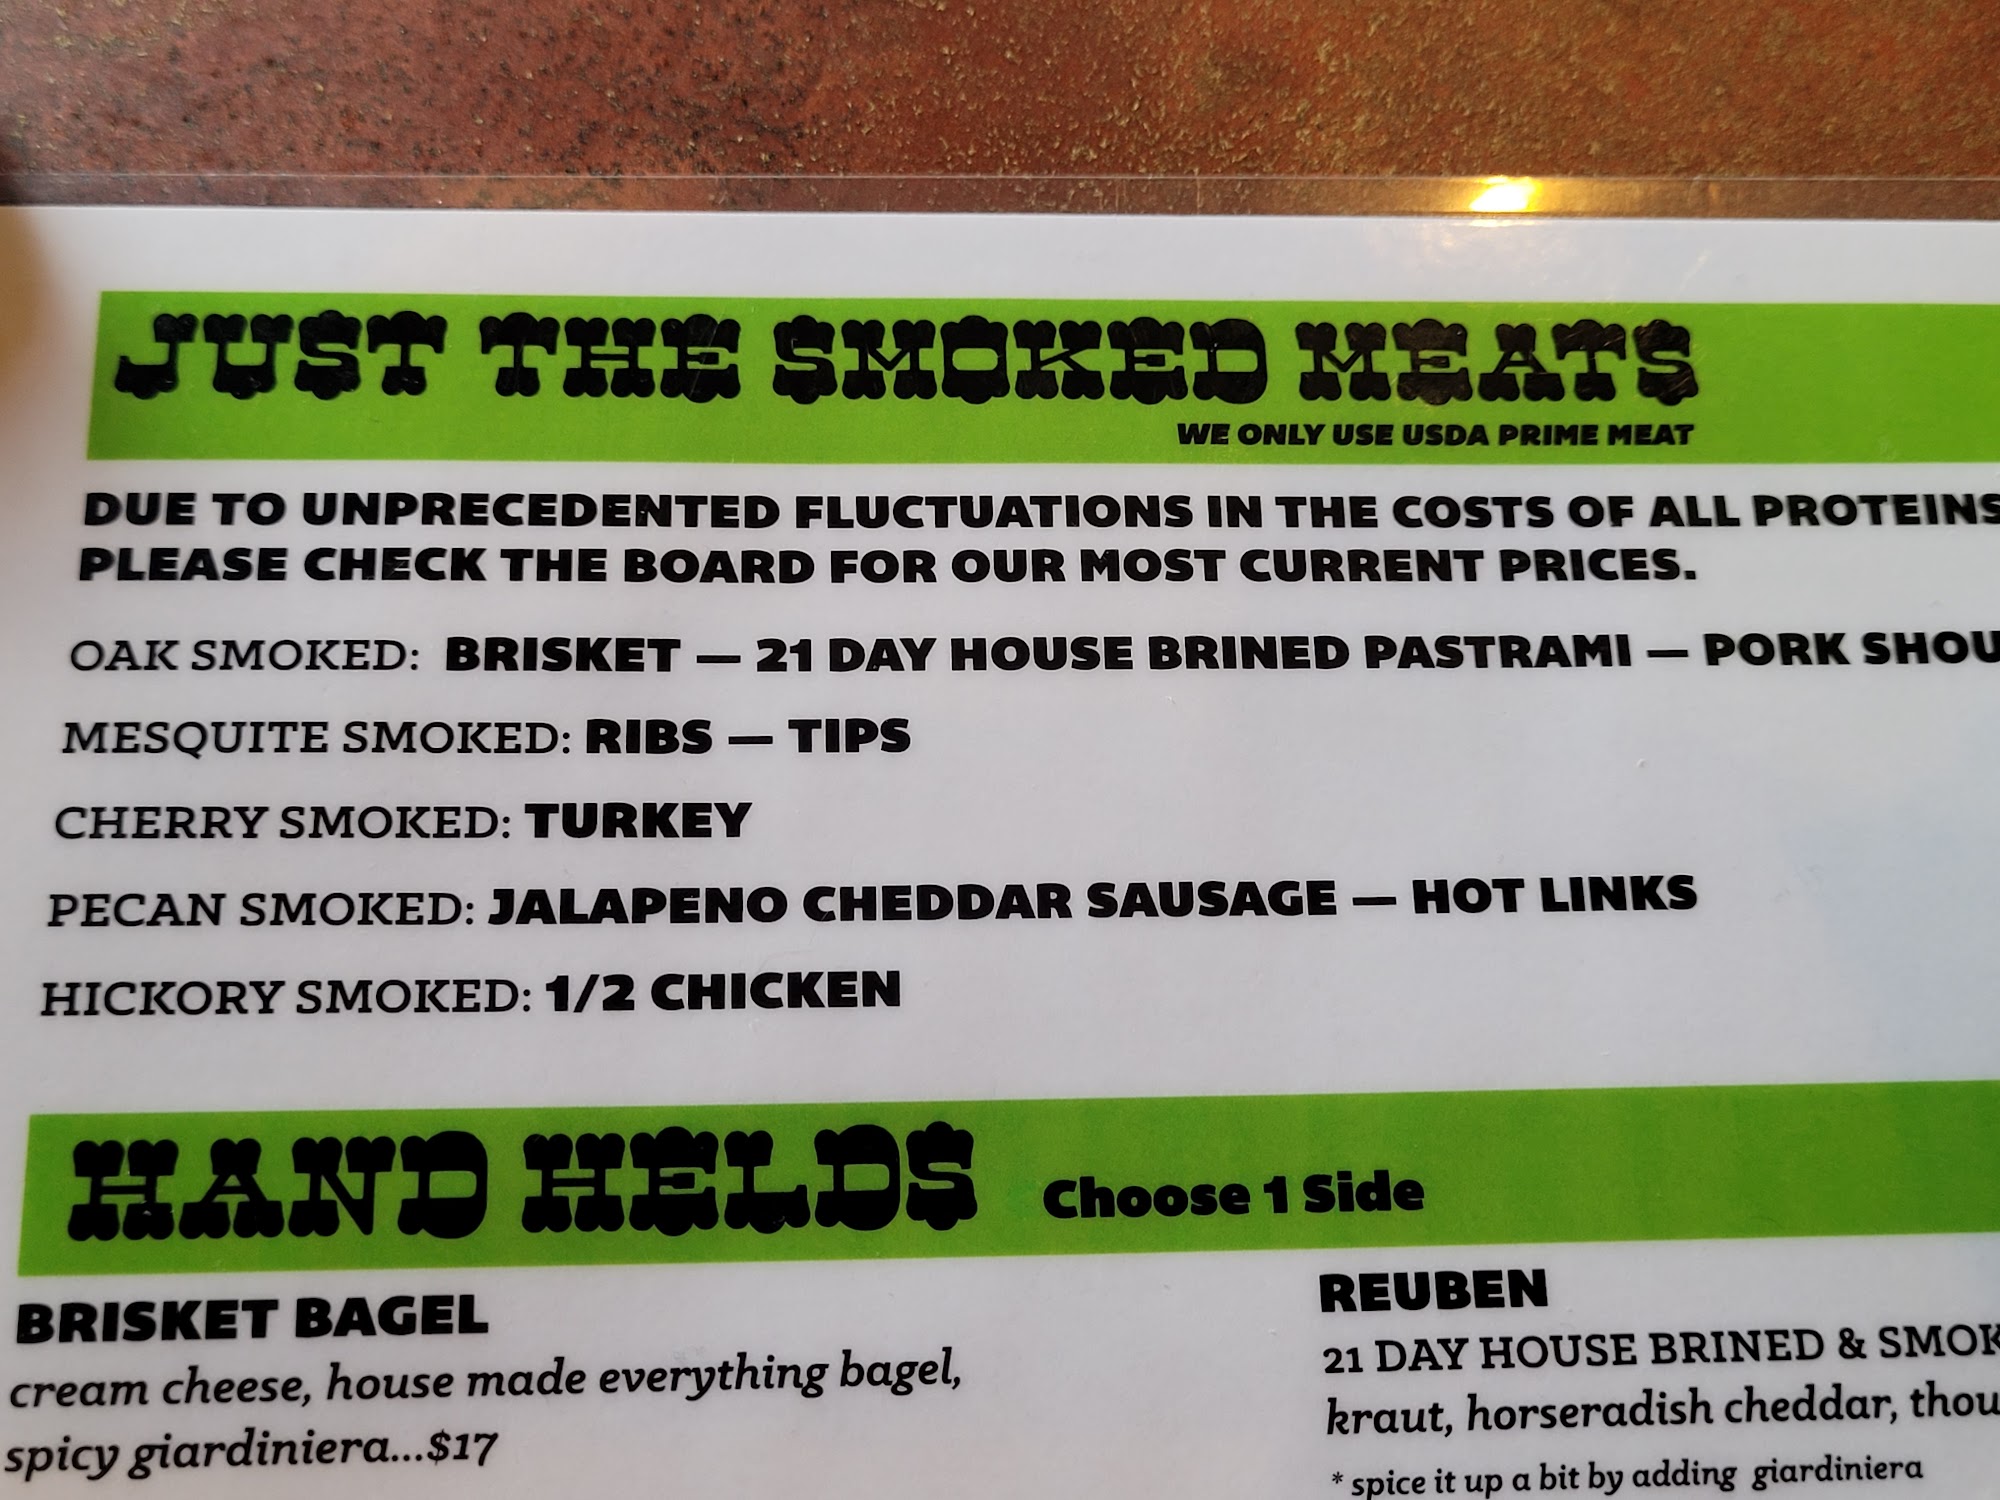 JUST THE SMOKED MEATS
WE ONLY USE USDA PRIME MEAT
DUE TO UNPRECEDENTED FLUCTUATIONS IN THE COSTS OF ALL PROTEINS
PLEASE CHECK THE BOARD FOR OUR MOST CURRENT PRICES.
OAK SMOKED: BRISKET — 21 DAY HOUSE BRINED PASTRAMI — PORK SHOU
MESQUITE SMOKED: RIBS — TIPS
CHERRY SMOKED: TURKEY
PECAN SMOKED: JALAPENO CHEDDAR SAUSAGE — HOT LINKS
HICKORY SMOKED: 1/2 CHICKEN
HAND HELDS Choose 1 Side
BRISKET BAGEL
cream cheese, house made everything bagel,
spicy giardiniera...$17
REUBEN
21 DAY HOUSE BRINED & SMOK
kraut, horseradish cheddar, thou
* spice it up a bit by adding giardiniera